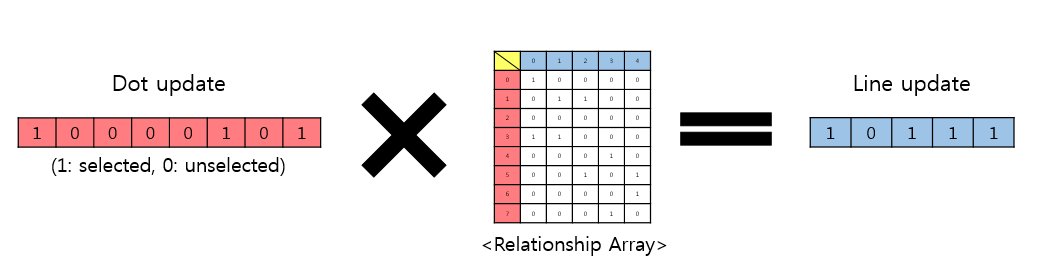 Dot update
1 0 0 0 0 1 0 1
(1: selected, 0: unselected)
0 1 2 3 4
0 1 0 0 0 0
1 0 1 1 0 0
2 0 0 0 0 0
3 1 1 0 0 0
4 0 0 0 1 0
5 0 0 1 0 1
6 0 0 0 0 1
7 0 0 0 1 0
<Relationship Array>
Line update
1 0 1 1 1